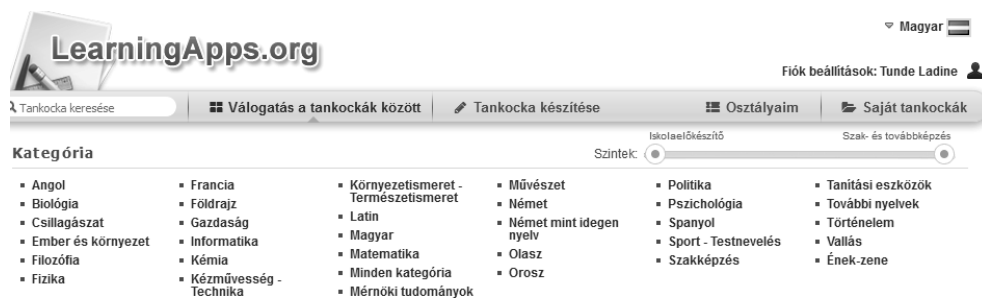 LearningApps.org
Magyar
Fiók beállítások: Tunde Ladine
Tankocka keresése
Válogatás a tankockák között
Tankocka készítése
Osztályaim
Saját tankockák
Kategória
Szintek:
Iskolaelőkészítő
Szak- és továbbképzés
Angol
Biológia
Csillagászat
Ember és környezet
Filozófia
Fizika
Francia
Földrajz
Gazdaság
Informatika
Kémia
Kézművesség -
Technika
Környezetismeret -
Természetismeret
Latin
Magyar
Matematika
Minden kategória
Mérnöki tudományok
Művészet
Német
Német mint idegen
nyelv
Olasz
Orosz
Politika
Pszichológia
Spanyol
Sport - Testnevelés
Szakképzés
Tanítási eszközök
További nyelvek
Történelem
Vallás
Ének-zene